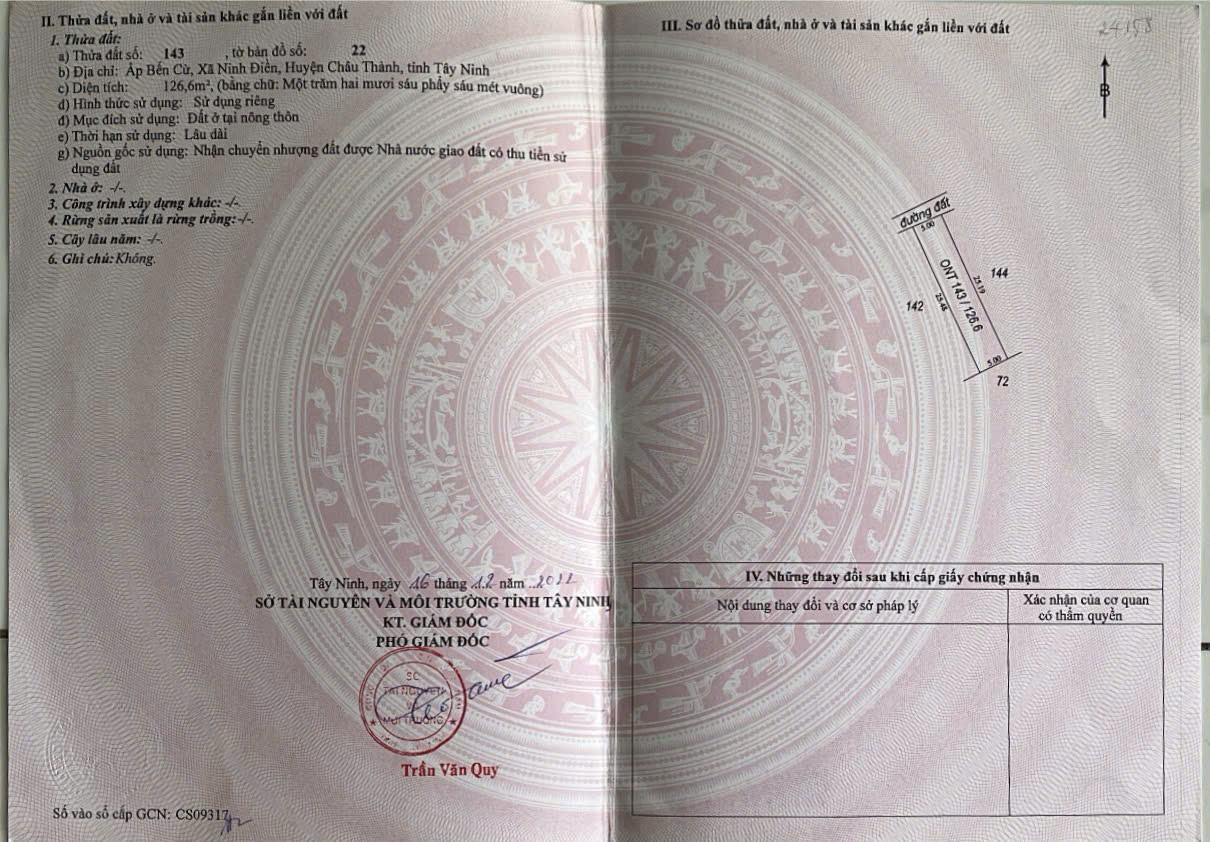 II. Thửa đất, nhà ở và tài sản khác gắn liền với đất
1. Thửa đất:
a) Thửa đất số: 143 , tờ bản đồ số: 22
b) Địa chỉ: Ấp Bến Cừ, Xã Ninh Điền, Huyện Châu Thành, tỉnh Tây Ninh
c) Diện tích: 126,6m², (bằng chữ: Một trăm hai mươi sáu phẩy sáu mét vuông)
d) Hình thức sử dụng: Sử dụng riêng
đ) Mục đích sử dụng: Đất ở tại nông thôn
e) Thời hạn sử dụng: Lâu dài
g) Nguồn gốc sử dụng: Nhận chuyển nhượng đất được Nhà nước giao đất có thu tiền sử
dụng đất
2. Nhà ở: -/-.
3. Công trình xây dựng khác: -/-.
4. Rừng sản xuất là rừng trồng: -/-.
5. Cây lâu năm: -/-.
6. Ghi chú: Không.
Tây Ninh, ngày 16 tháng 12 năm 2022
SỞ TÀI NGUYÊN VÀ MÔI TRƯỜNG TỈNH TÂY NINH
KT. GIÁM ĐỐC
PHÓ GIÁM ĐỐC
TÀI NGUYÊN
MÔI TRƯỜNG
Trần Văn Quy
Số vào sổ cấp GCN: CS09317
III. Sơ đồ thửa đất, nhà ở và tài sản khác gắn liền với đất
24158
B
đường đất
5.00
144
25.19
ONT 143 / 126.6
142
25.48
5.00
72
IV. Những thay đổi sau khi cấp giấy chứng nhận
Nội dung thay đổi và cơ sở pháp lý
Xác nhận của cơ quan
có thẩm quyền